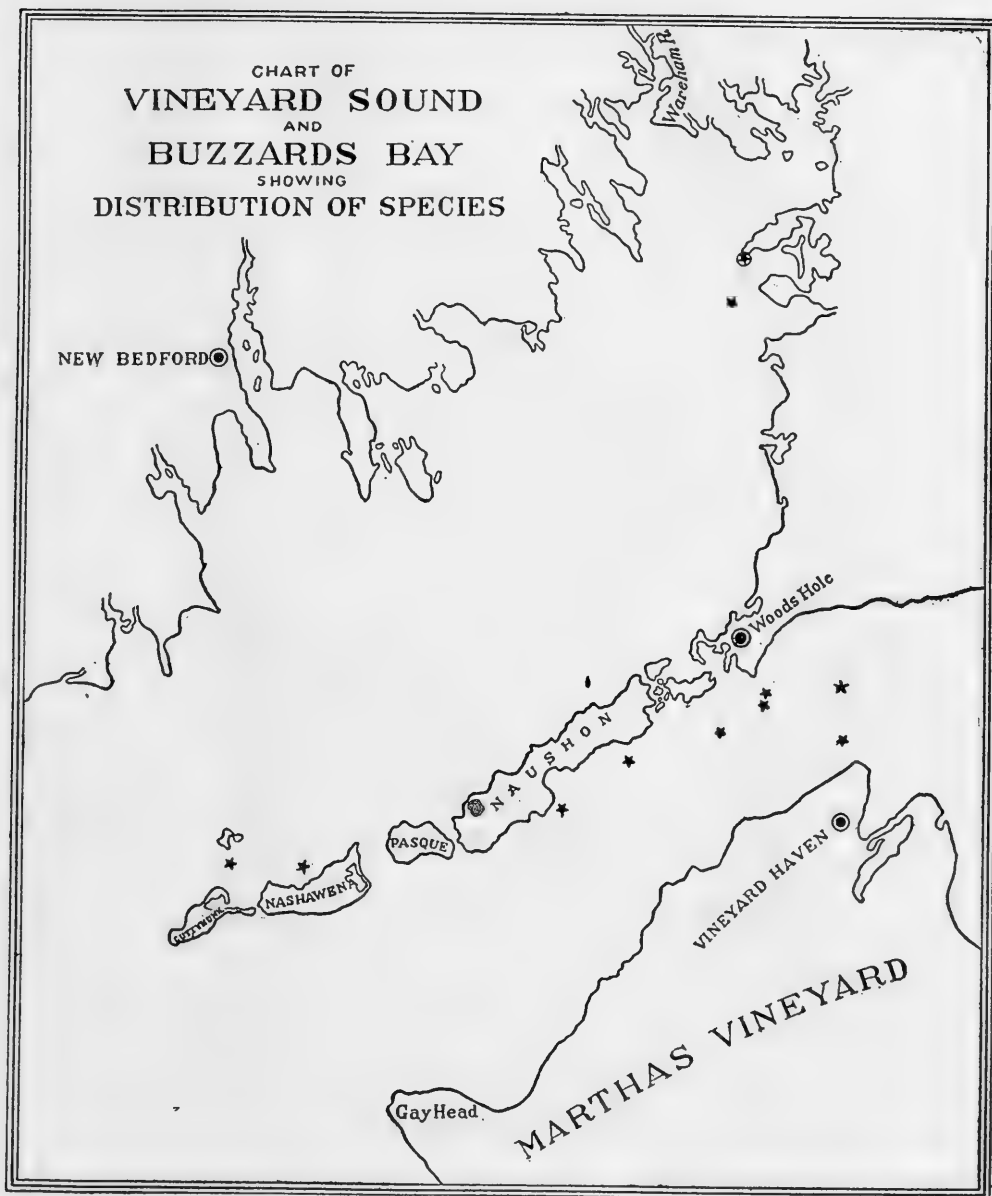 CHART OF
VINEYARD SOUND
AND
BUZZARDS BAY
SHOWING
DISTRIBUTION OF SPECIES
Wareham R.
NEW BEDFORD
Woods Hole
NAUSHON
PASQUE
NASHAWENA
CUTTYHUNK
VINEYARD HAVEN
MARTHAS VINEYARD
Gay Head